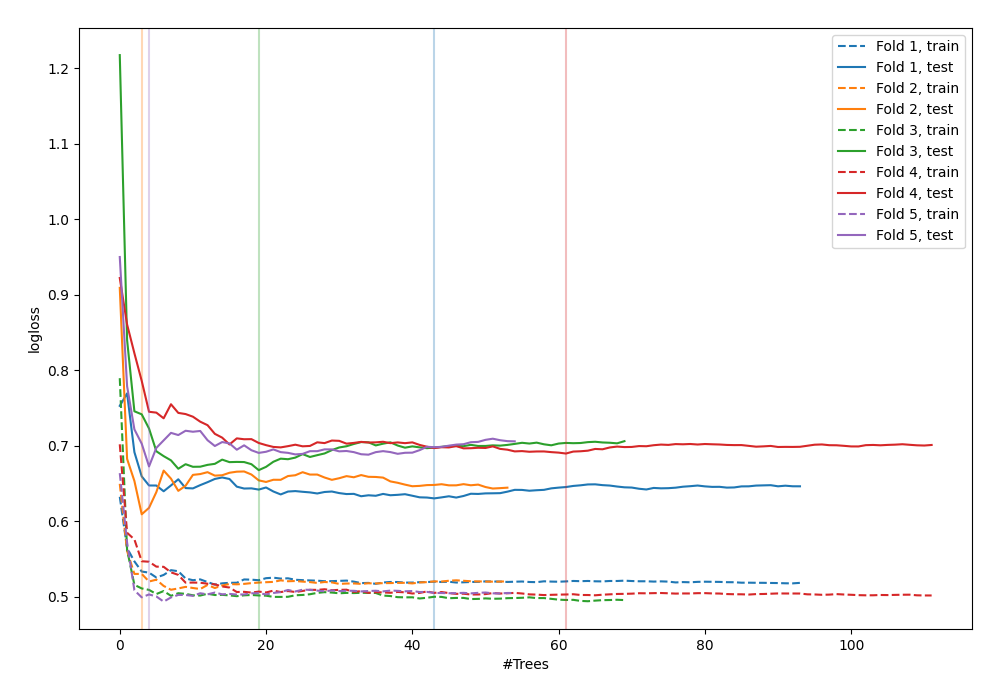 1.2
1.1
1.0
0.9
0.8
0.7
0.6
0.5
logloss
0
20
40
60
80
100
#Trees
Fold 1, train
Fold 1, test
Fold 2, train
Fold 2, test
Fold 3, train
Fold 3, test
Fold 4, train
Fold 4, test
Fold 5, train
Fold 5, test